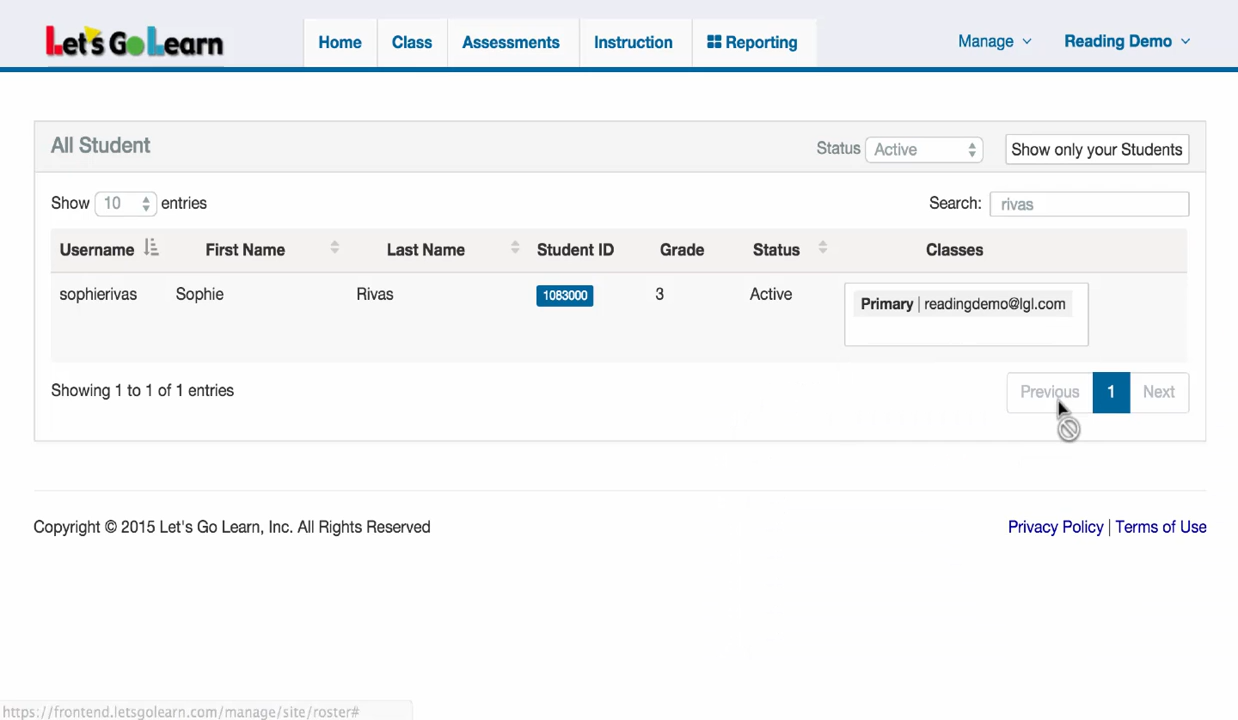 Let's Go Learn
Home Class Assessments Instruction Reporting
Manage Reading Demo
All Student
Status Active Show only your Students
Show 10 entries
Search: rivas
Username First Name Last Name Student ID Grade Status Classes
sophierivas Sophie Rivas 1083000 3 Active Primary | readingdemo@lgl.com
Showing 1 to 1 of 1 entries
Previous 1 Next
Copyright © 2015 Let's Go Learn, Inc. All Rights Reserved
Privacy Policy | Terms of Use
https://frontend.letsgolearn.com/manage/site/roster#